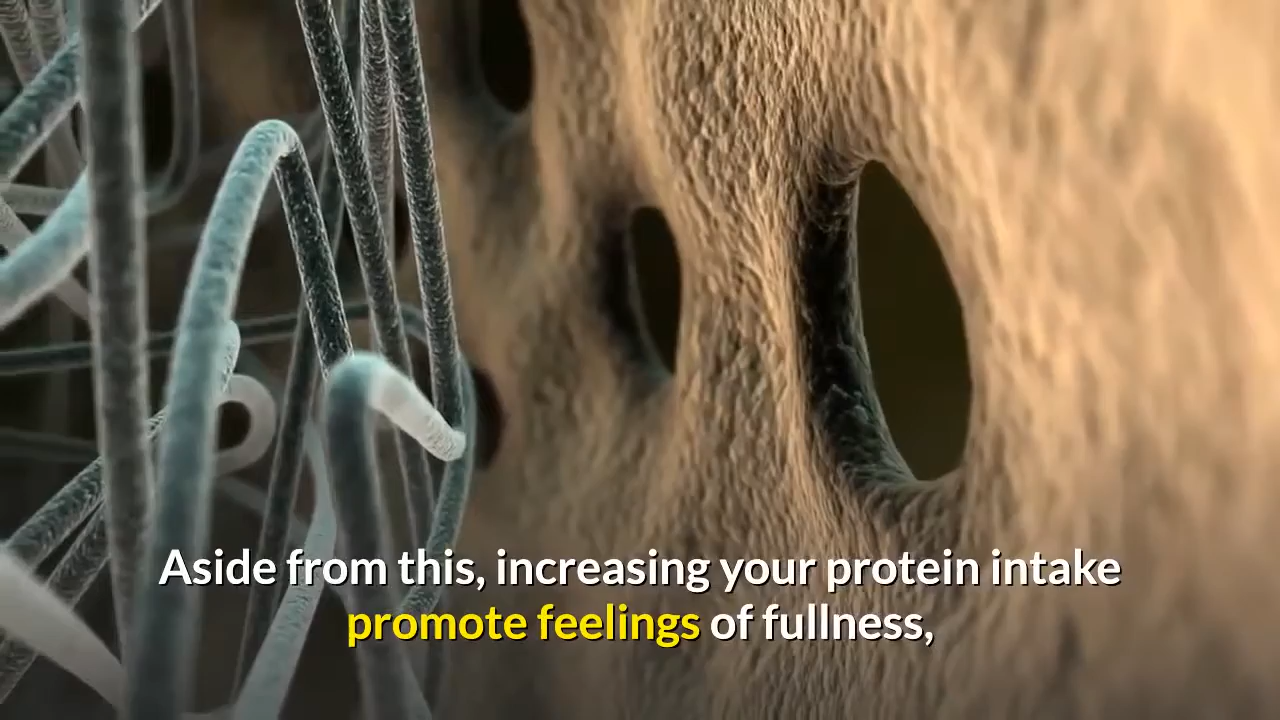 Aside from this, increasing your protein intake
promote feelings of fullness,